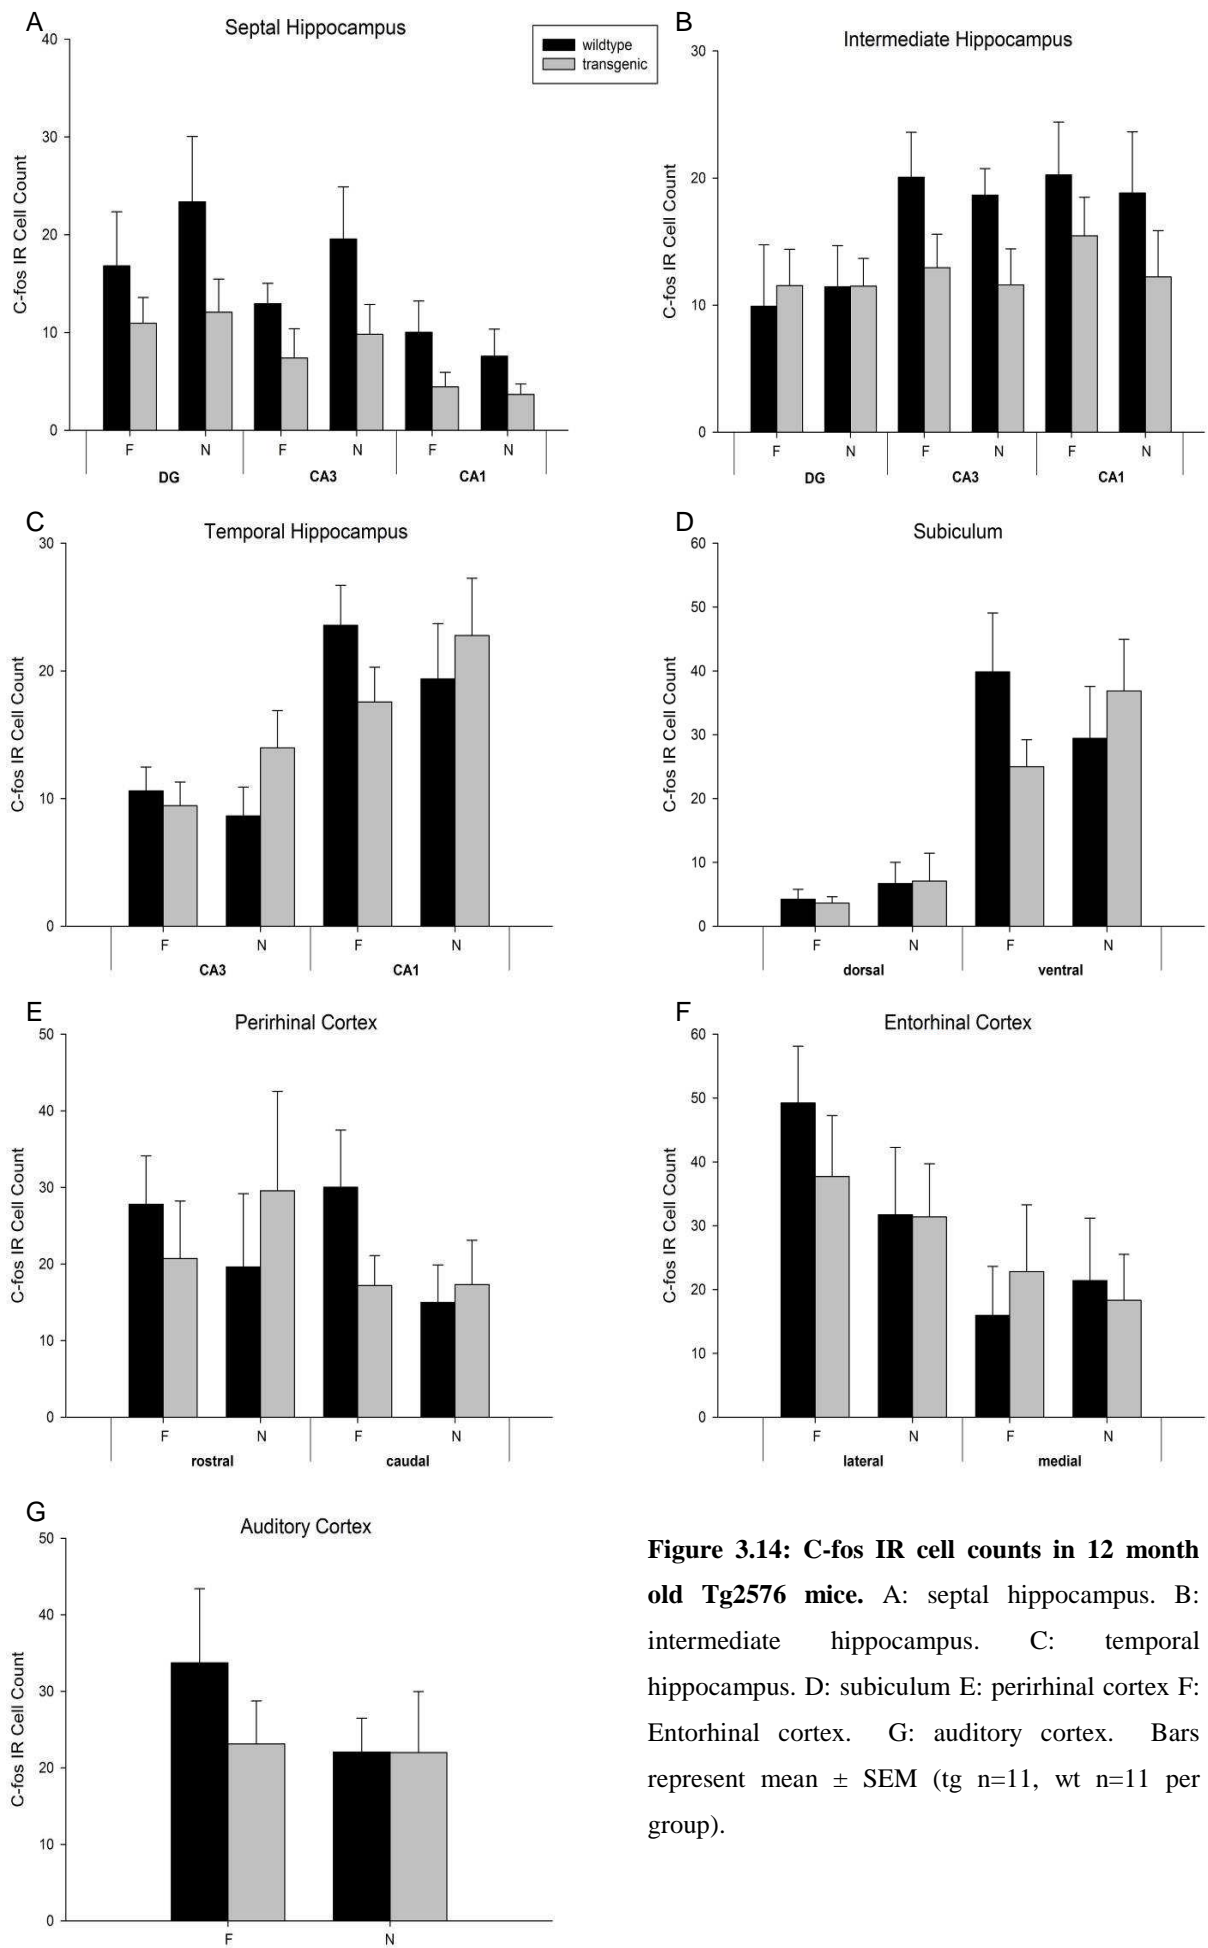 A
Septal Hippocampus
wildtype
transgenic
C-fos IR Cell Count
40
30
20
10
0
F N F N F N
DG CA3 CA1
B
Intermediate Hippocampus
C-fos IR Cell Count
30
20
10
0
F N F N F N
DG CA3 CA1
C
Temporal Hippocampus
C-fos IR Cell Count
30
20
10
0
F N F N
CA3 CA1
D
Subiculum
C-fos IR Cell Count
60
50
40
30
20
10
0
F N F N
dorsal ventral
E
Perirhinal Cortex
C-fos IR Cell Count
50
40
30
20
10
0
F N F N
rostral caudal
F
Entorhinal Cortex
C-fos IR Cell Count
60
50
40
30
20
10
0
F N F N
lateral medial
G
Auditory Cortex
C-fos IR Cell Count
50
40
30
20
10
0
F N
Figure 3.14: C-fos IR cell counts in 12 month
old Tg2576 mice. A: septal hippocampus. B:
intermediate hippocampus. C: temporal
hippocampus. D: subiculum E: perirhinal cortex F:
Entorhinal cortex. G: auditory cortex. Bars
represent mean ± SEM (tg n=11, wt n=11 per
group).